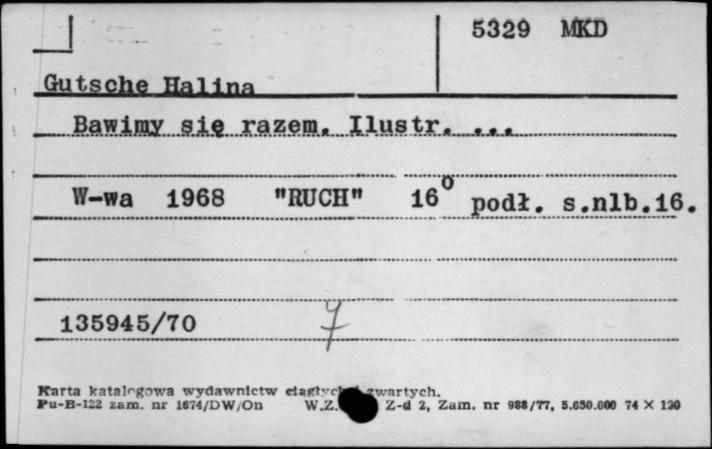 5329 MKD
Gutsche Halina
Bawimy się razem. Ilustr. ...
W-wa 1968 "RUCH" 16⁰ podł. s.nlb.16.
135945/70 7
Karta katalogowa wydawnictw ciągłych i zwartych.
Pu-B-122 zam. nr 1674/DW/On W.Z. Z-d 2, Zam. nr 988/77, 5.650.000 74 X 120